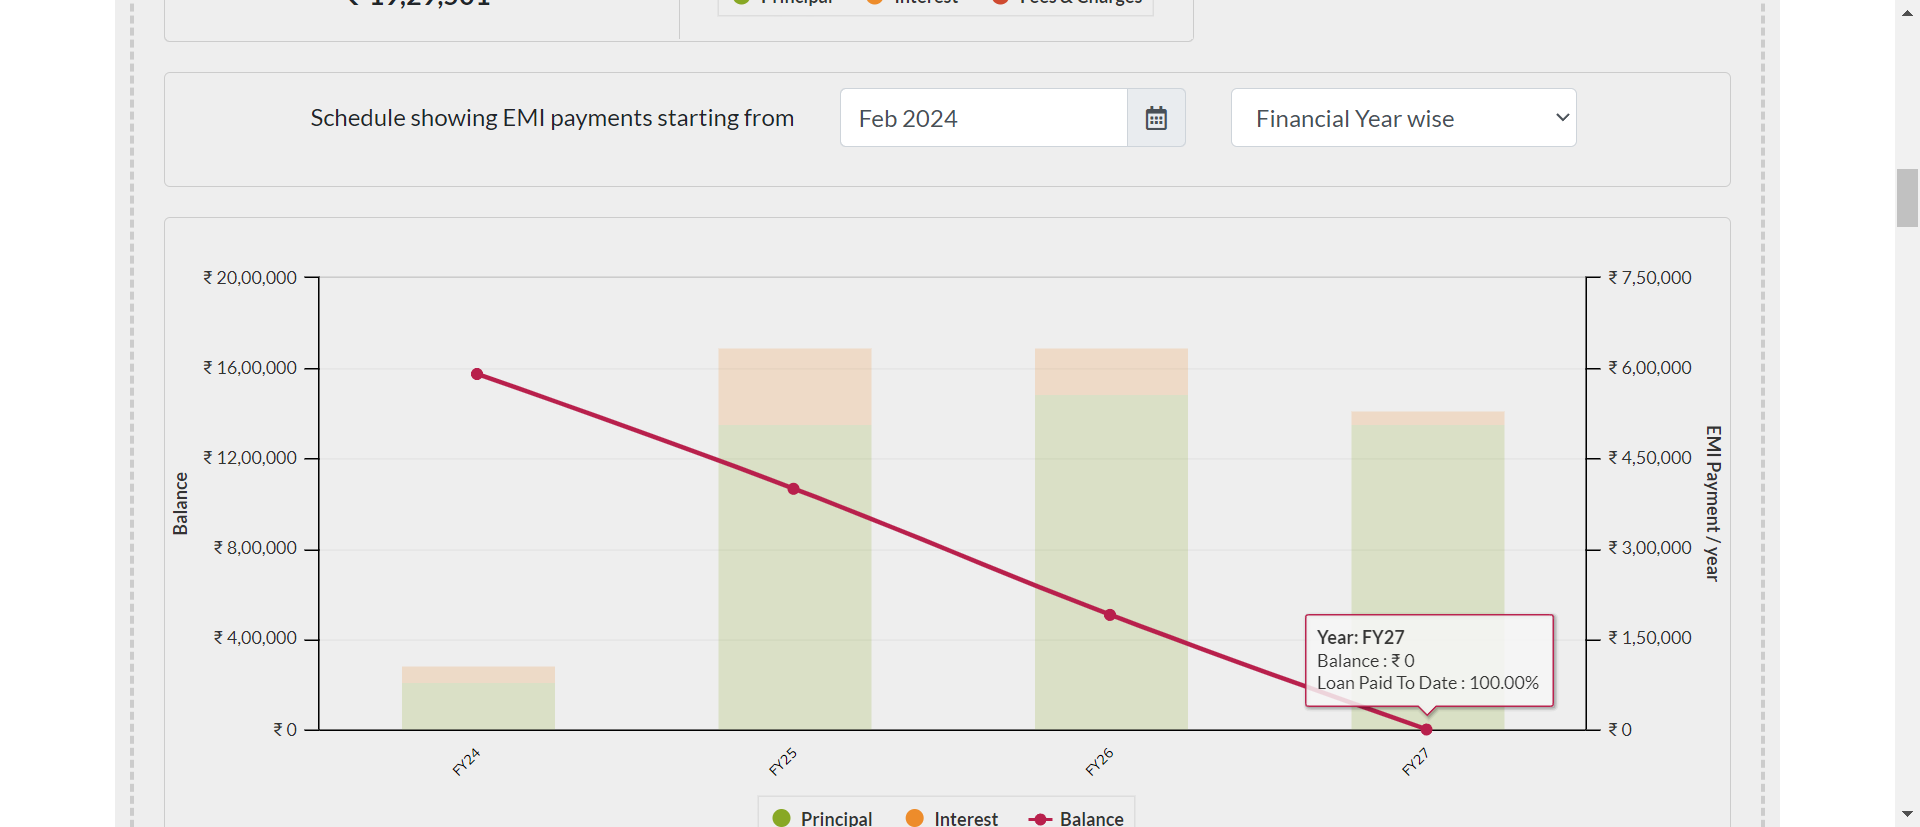 ₹ 19,29,501
Principal Interest Fees & Charges
Schedule showing EMI payments starting from
Feb 2024
Financial Year wise
₹ 20,00,000
₹ 16,00,000
₹ 12,00,000
₹ 8,00,000
₹ 4,00,000
₹ 0
Balance
₹ 7,50,000
₹ 6,00,000
₹ 4,50,000
₹ 3,00,000
₹ 1,50,000
₹ 0
EMI Payment / year
Year: FY27
Balance : ₹ 0
Loan Paid To Date : 100.00%
FY24
FY25
FY26
FY27
Principal Interest Balance